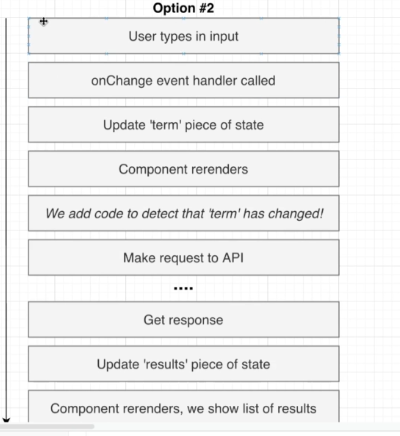 Option #2
User types in input
onChange event handler called
Update 'term' piece of state
Component rerenders
We add code to detect that 'term' has changed!
Make request to API
....
Get response
Update 'results' piece of state
Component rerenders, we show list of results